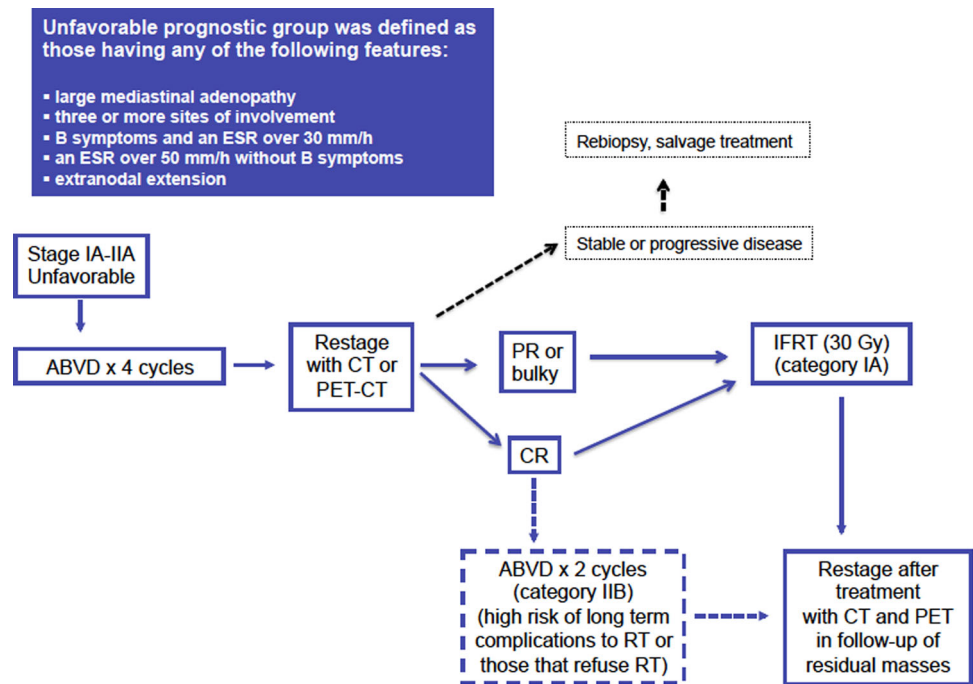 Unfavorable prognostic group was defined as
those having any of the following features:
▪ large mediastinal adenopathy
▪ three or more sites of involvement
▪ B symptoms and an ESR over 30 mm/h
▪ an ESR over 50 mm/h without B symptoms
▪ extranodal extension
Rebiopsy, salvage treatment
Stable or progressive disease
Stage IA-IIA
Unfavorable
ABVD x 4 cycles
Restage
with CT or
PET-CT
PR or
bulky
IFRT (30 Gy)
(category IA)
CR
ABVD x 2 cycles
(category IIB)
(high risk of long term
complications to RT or
those that refuse RT)
Restage after
treatment
with CT and PET
in follow-up of
residual masses